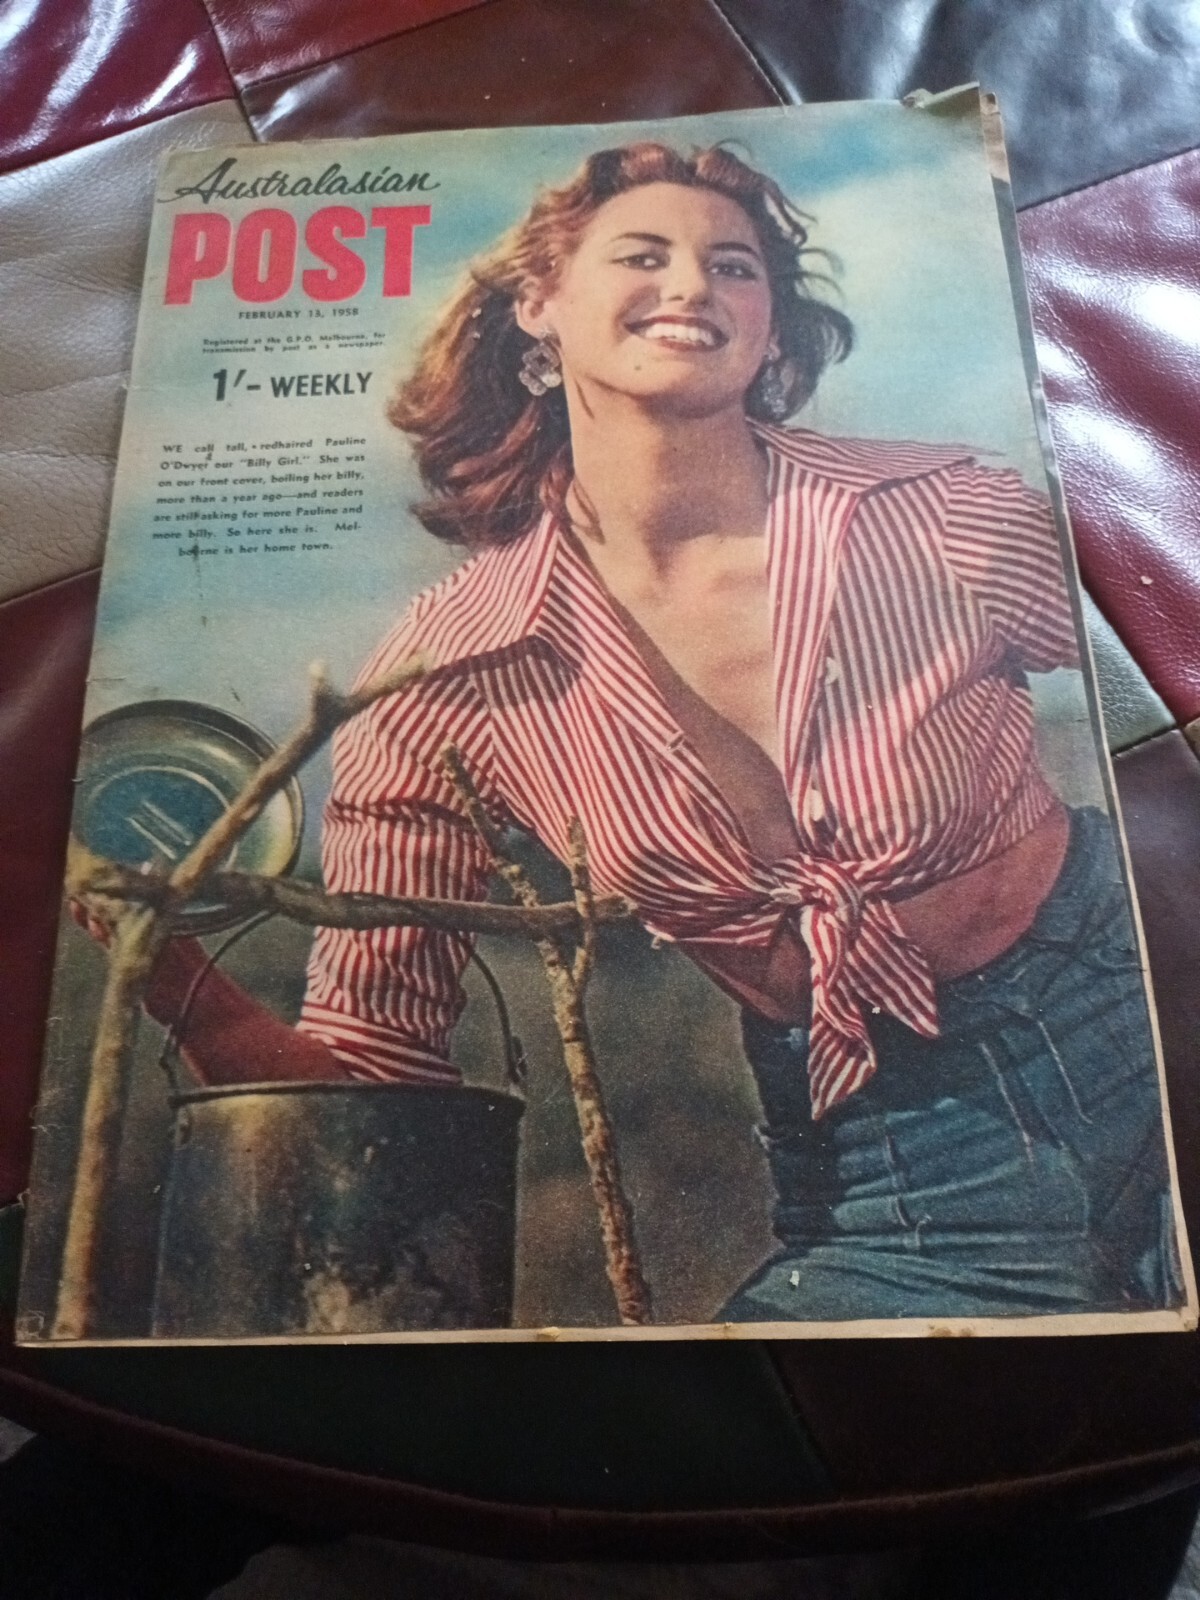 Australasian
POST
FEBRUARY 13, 1958
Registered at the G.P.O. Melbourne, for
transmission by post as a newspaper.
1'/- WEEKLY
WE call tall, redhaired Pauline
O'Dwyer our "Billy Girl." She was
on our front cover, boiling her billy,
more than a year ago—and readers
are still asking for more Pauline and
more billy. So here she is. Mel-
bourne is her home town.